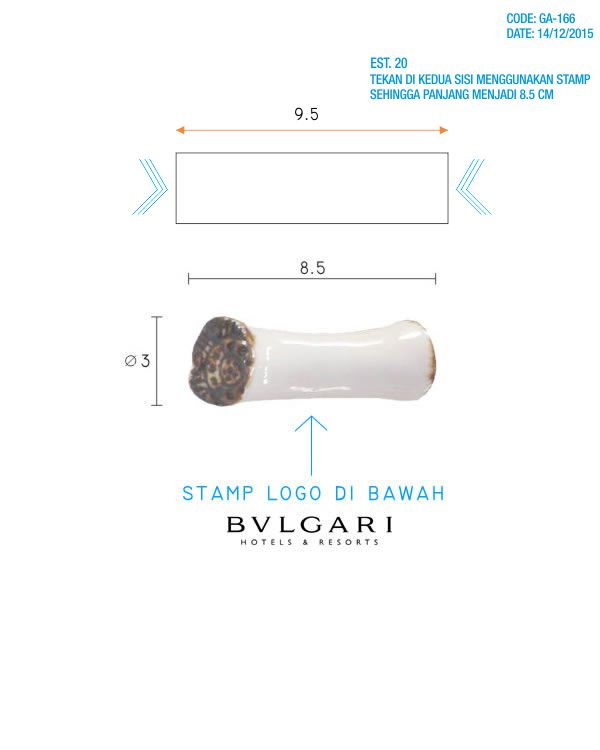 CODE: GA-166
DATE: 14/12/2015
EST. 20
TEKAN DI KEDUA SISI MENGGUNAKAN STAMP
SEHINGGA PANJANG MENJADI 8.5 CM
9.5
8.5
⌀ 3
STAMP LOGO DI BAWAH
BVLGARI
HOTELS & RESORTS